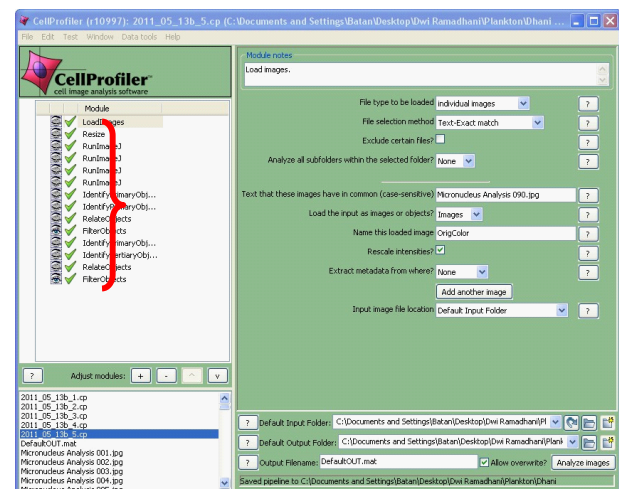 CellProfiler (r10997): 2011_05_13b_5.cp (C:\Documents and Settings\Batan\Desktop\Dwi Ramadhani\Plankton\Dhani ...
File Edit Test Window Data tools Help
CellProfiler™
cell image analysis software
Module
LoadImages
Resize
RunImageJ
RunImageJ
RunImageJ
RunImageJ
IdentifyPrimaryObj...
IdentifyPrimaryObj...
RelateObjects
FilterObjects
IdentifyPrimaryObj...
IdentifyTertiaryObj...
RelateObjects
FilterObjects
? Adjust modules: + - ^ v
2011_05_13b_1.cp
2011_05_13b_2.cp
2011_05_13b_3.cp
2011_05_13b_4.cp
2011_05_13b_5.cp
DefaultOUT.mat
Micronucleus Analysis 001.jpg
Micronucleus Analysis 002.jpg
Micronucleus Analysis 003.jpg
Micronucleus Analysis 004.jpg
Micronucleus Analysis 005.jpg
Module notes
Load images.
File type to be loaded individual images ?
File selection method Text-Exact match ?
Exclude certain files? ?
Analyze all subfolders within the selected folder? None ?
Text that these images have in common (case-sensitive) Micronucleus Analysis 090.jpg ?
Load the input as images or objects? Images ?
Name this loaded image OrigColor ?
Rescale intensities? ?
Extract metadata from where? None ?
Add another image
Input image file location Default Input Folder ?
? Default Input Folder: C:\Documents and Settings\Batan\Desktop\Dwi Ramadhani\Pl
? Default Output Folder: C:\Documents and Settings\Batan\Desktop\Dwi Ramadhani\Plank
? Output Filename: DefaultOUT.mat Allow overwrite? Analyze images
Saved pipeline to C:\Documents and Settings\Batan\Desktop\Dwi Ramadhani\Plankton\Dhani